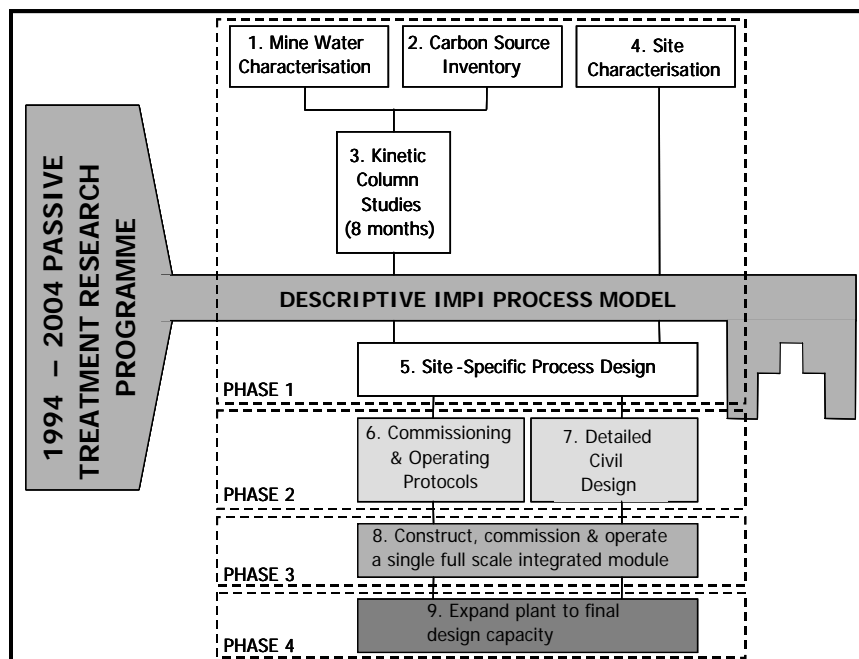 1. Mine Water
Characterisation
2. Carbon Source
Inventory
4. Site
Characterisation
3. Kinetic
Column
Studies
(8 months)
1994 – 2004 PASSIVE
TREATMENT RESEARCH
PROGRAMME
DESCRIPTIVE IMPI PROCESS MODEL
5. Site -Specific Process Design
PHASE 1
6. Commissioning
& Operating
Protocols
7. Detailed
Civil
Design
PHASE 2
8. Construct, commission & operate
a single full scale integrated module
PHASE 3
9. Expand plant to final
design capacity
PHASE 4